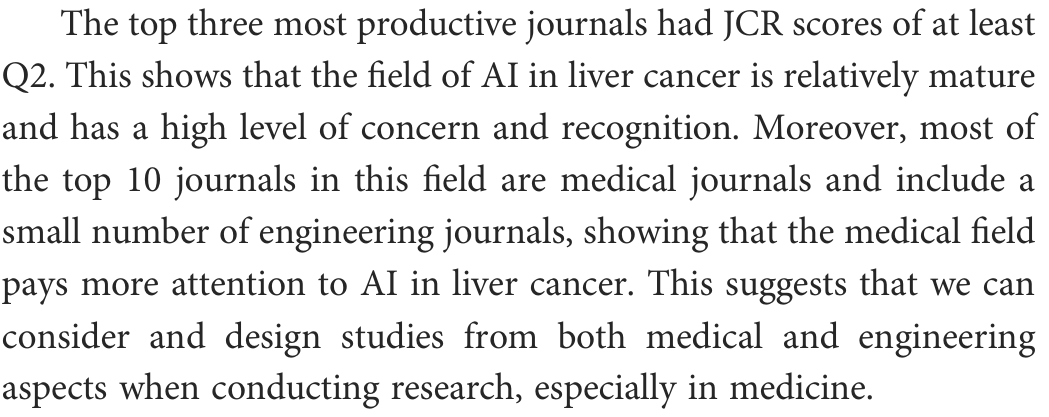 The top three most productive journals had JCR scores of at least
Q2. This shows that the field of AI in liver cancer is relatively mature
and has a high level of concern and recognition. Moreover, most of
the top 10 journals in this field are medical journals and include a
small number of engineering journals, showing that the medical field
pays more attention to AI in liver cancer. This suggests that we can
consider and design studies from both medical and engineering
aspects when conducting research, especially in medicine.